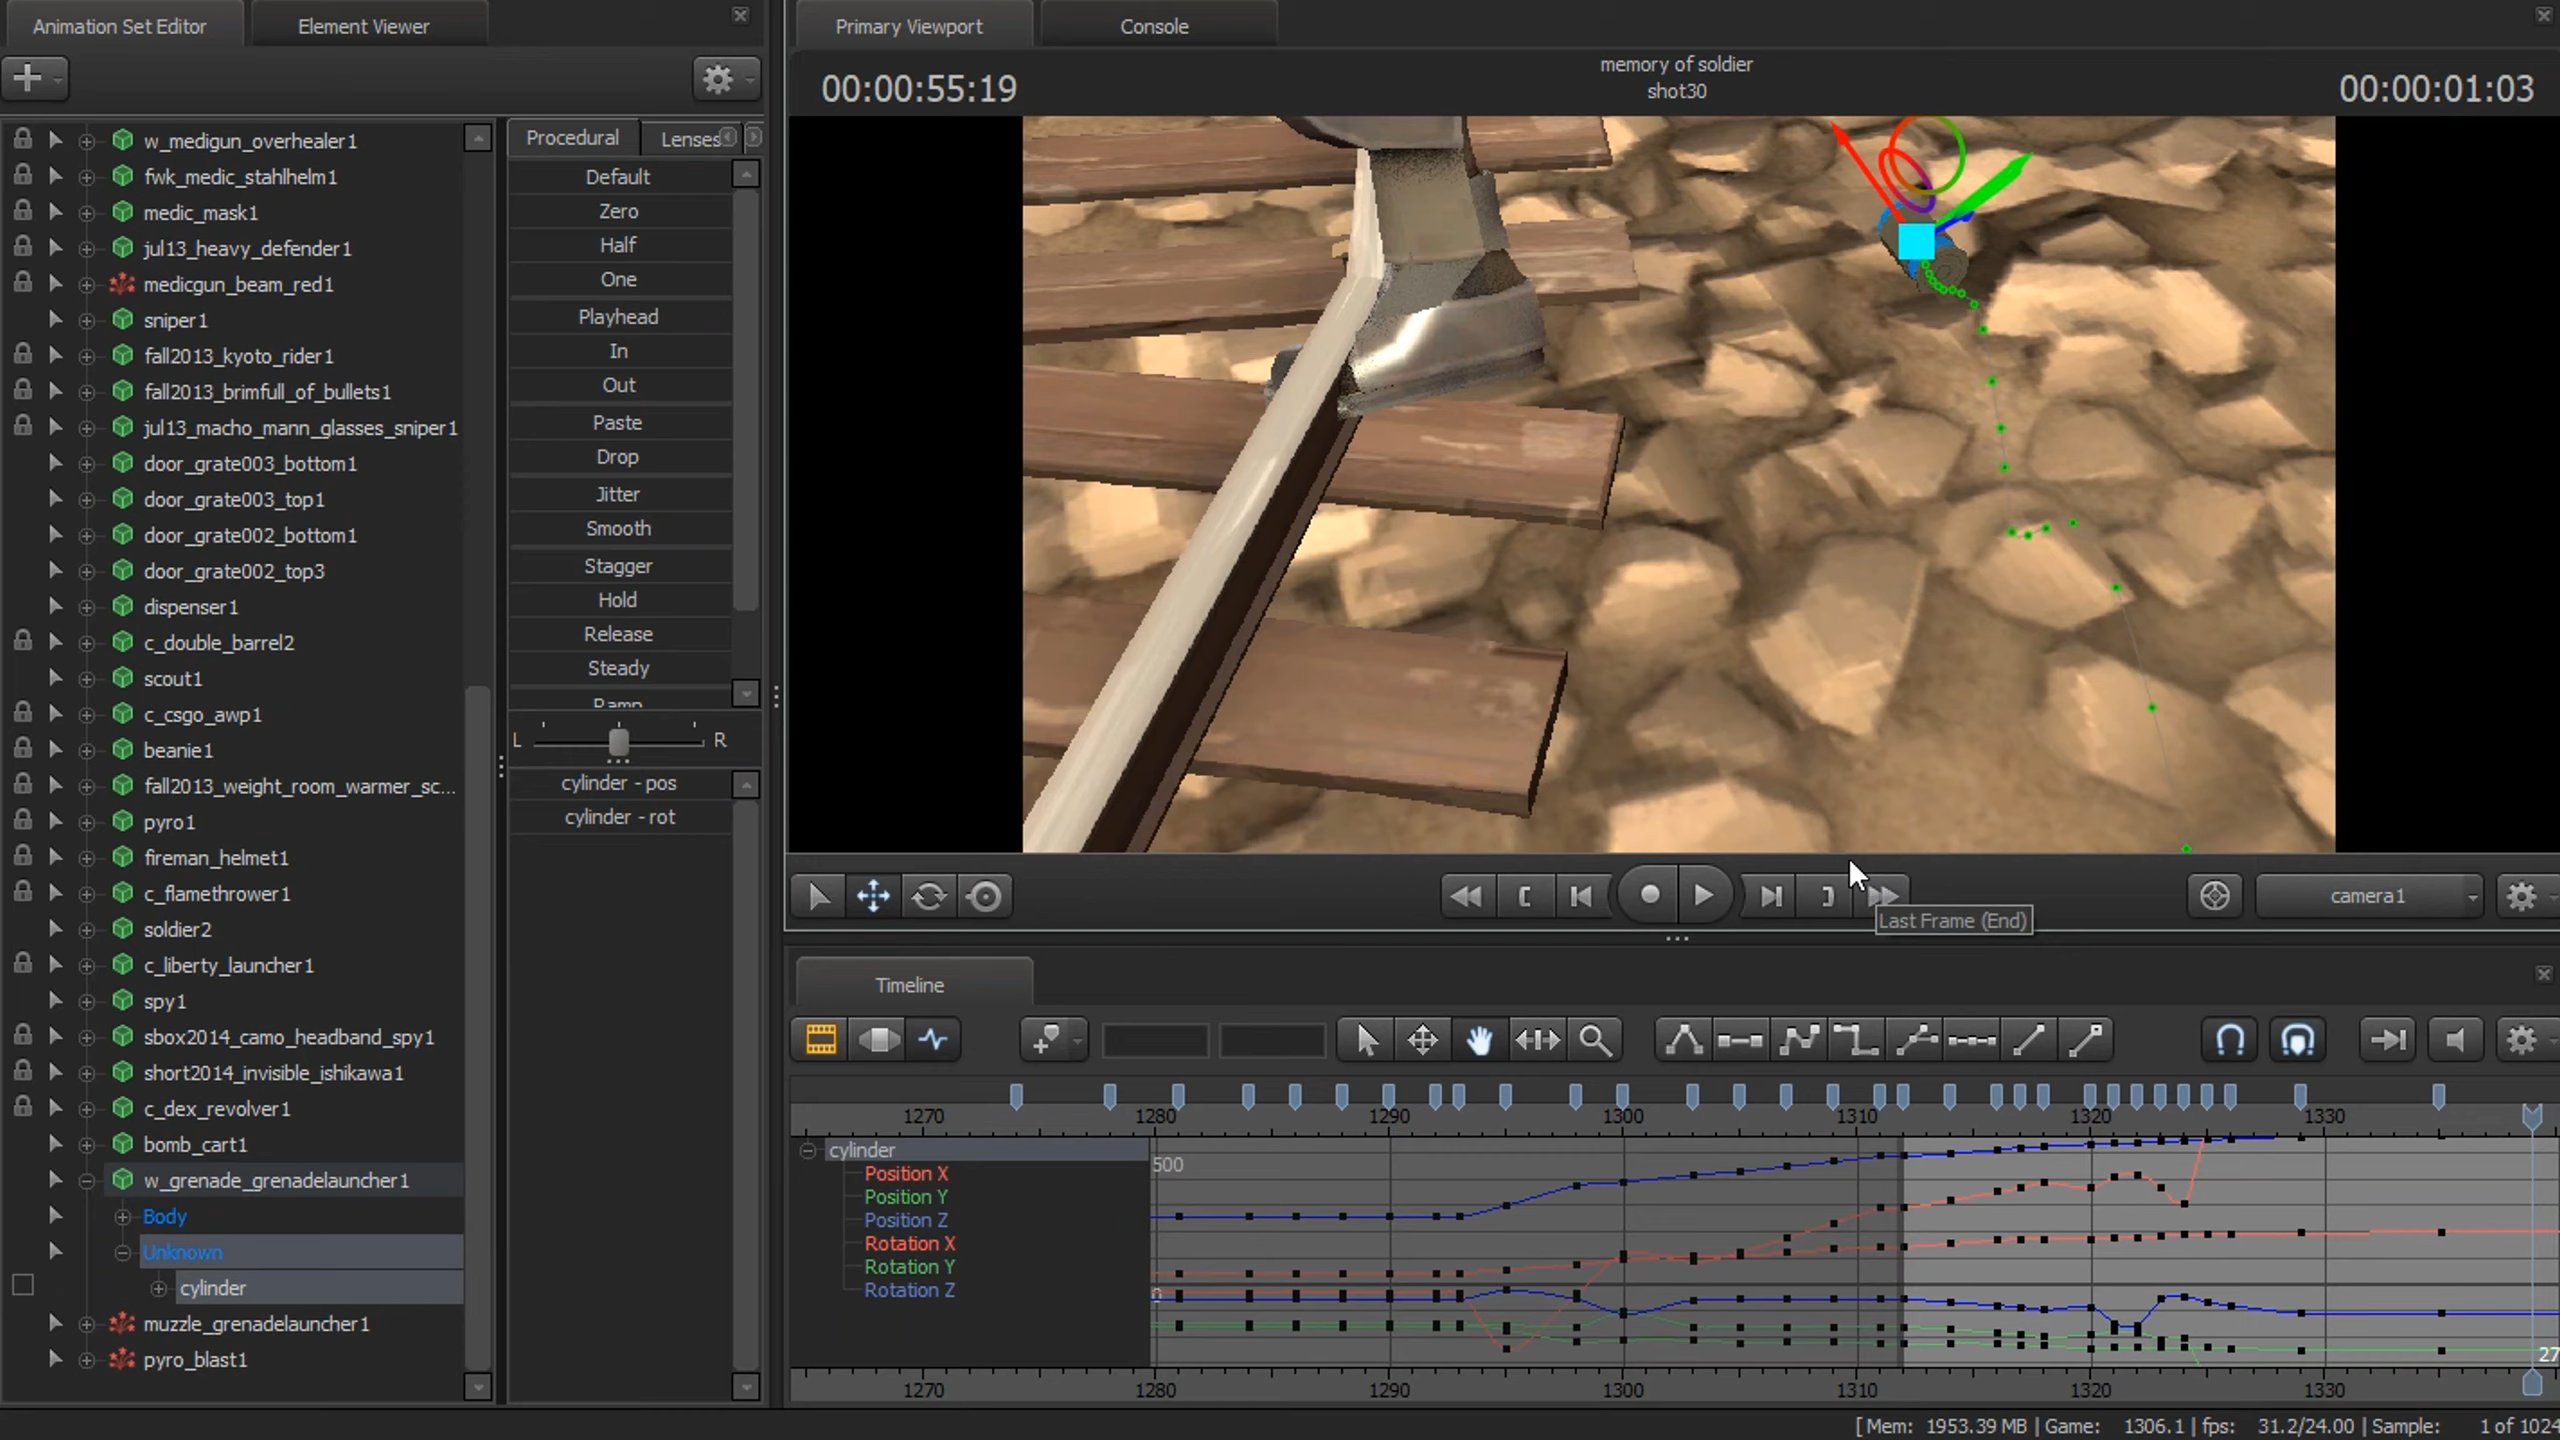 Animation Set Editor
Element Viewer
w_medigun_overhealer1
fwk_medic_stahlhelm1
medic_mask1
jul13_heavy_defender1
medicgun_beam_red1
sniper1
fall2013_kyoto_rider1
fall2013_brimfull_of_bullets1
jul13_macho_mann_glasses_sniper1
door_grate003_bottom1
door_grate003_top1
door_grate002_bottom1
door_grate002_top3
dispenser1
c_double_barrel2
scout1
c_csgo_awp1
beanie1
fall2013_weight_room_warmer_sc...
pyro1
fireman_helmet1
c_flamethrower1
soldier2
c_liberty_launcher1
spy1
sbox2014_camo_headband_spy1
short2014_invisible_ishikawa1
c_dex_revolver1
bomb_cart1
w_grenade_grenadelauncher1
Body
Unknown
cylinder
muzzle_grenadelauncher1
pyro_blast1
Procedural
Lenses
Default
Zero
Half
One
Playhead
In
Out
Paste
Drop
Jitter
Smooth
Stagger
Hold
Release
Steady
Ramp
L R
cylinder - pos
cylinder - rot
Primary Viewport
Console
00:00:55:19
memory of soldier
shot30
00:00:01:03
camera1
Last Frame (End)
Timeline
1270 1280 1290 1300 1310 1320 1330
cylinder
Position X
Position Y
Position Z
Rotation X
Rotation Y
Rotation Z
500
0
27
1270 1280 1290 1300 1310 1320 1330
[ Mem: 1953.39 MB | Game: 1306.1 | fps: 31.2/24.00 | Sample: 1 of 1024